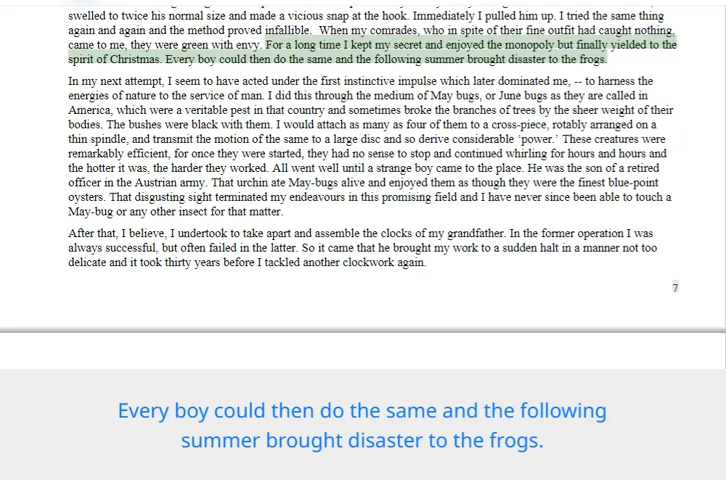 swelled to twice his normal size and made a vicious snap at the hook. Immediately I pulled him up. I tried the same thing
again and again and the method proved infallible.  When my comrades, who in spite of their fine outfit had caught nothing,
came to me, they were green with envy. For a long time I kept my secret and enjoyed the monopoly but finally yielded to the
spirit of Christmas. Every boy could then do the same and the following summer brought disaster to the frogs.
In my next attempt, I seem to have acted under the first instinctive impulse which later dominated me, -- to harness the
energies of nature to the service of man. I did this through the medium of May bugs, or June bugs as they are called in
America, which were a veritable pest in that country and sometimes broke the branches of trees by the sheer weight of their
bodies. The bushes were black with them. I would attach as many as four of them to a cross-piece, rotably arranged on a
thin spindle, and transmit the motion of the same to a large disc and so derive considerable ‘power.’ These creatures were
remarkably efficient, for once they were started, they had no sense to stop and continued whirling for hours and hours and
the hotter it was, the harder they worked. All went well until a strange boy came to the place. He was the son of a retired
officer in the Austrian army. That urchin ate May-bugs alive and enjoyed them as though they were the finest blue-point
oysters. That disgusting sight terminated my endeavours in this promising field and I have never since been able to touch a
May-bug or any other insect for that matter.
After that, I believe, I undertook to take apart and assemble the clocks of my grandfather. In the former operation I was
always successful, but often failed in the latter. So it came that he brought my work to a sudden halt in a manner not too
delicate and it took thirty years before I tackled another clockwork again.
7
Every boy could then do the same and the following
summer brought disaster to the frogs.